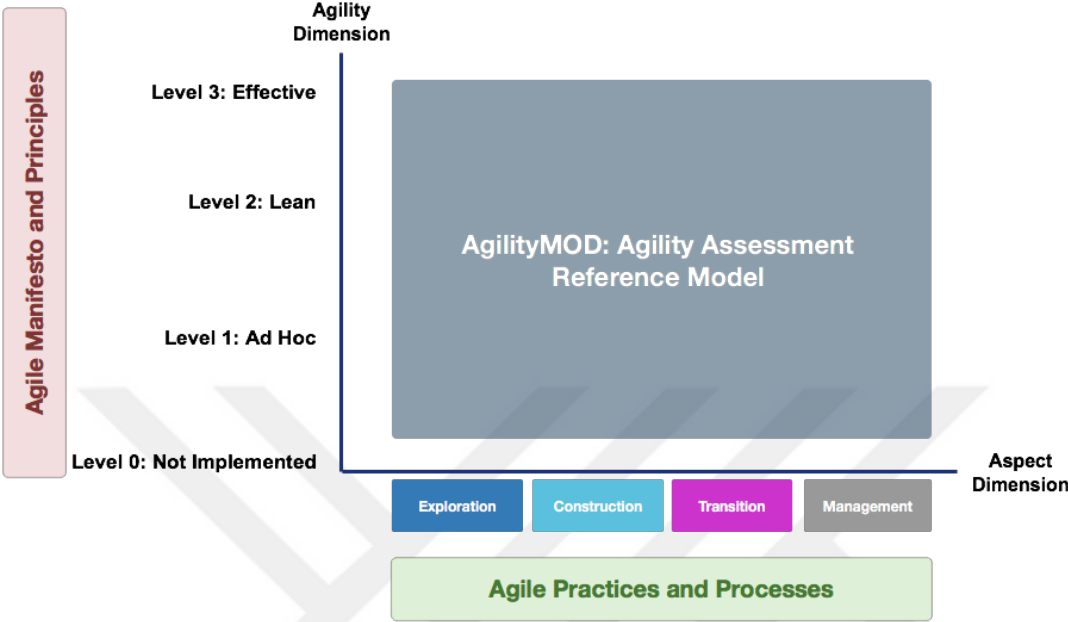 Agility
Dimension
Agile Manifesto and Principles
Level 3: Effective
Level 2: Lean
Level 1: Ad Hoc
Level 0: Not Implemented
AgilityMOD: Agility Assessment
Reference Model
Aspect
Dimension
Exploration
Construction
Transition
Management
Agile Practices and Processes